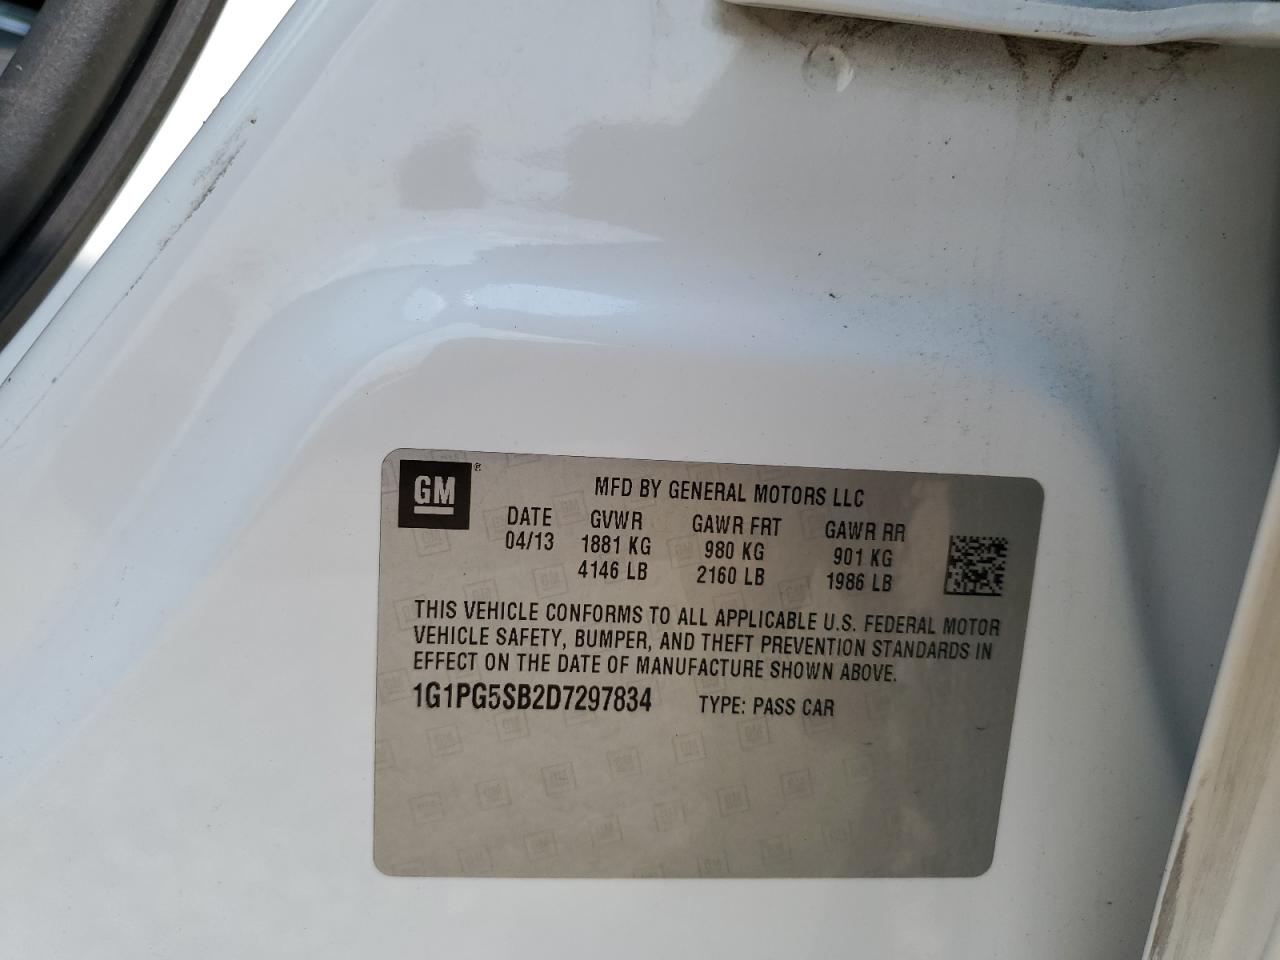 GM ®
MFD BY GENERAL MOTORS LLC
DATE GVWR GAWR FRT GAWR RR
04/13 1881 KG 980 KG 901 KG
4146 LB 2160 LB 1986 LB
THIS VEHICLE CONFORMS TO ALL APPLICABLE U.S. FEDERAL MOTOR
VEHICLE SAFETY, BUMPER, AND THEFT PREVENTION STANDARDS IN
EFFECT ON THE DATE OF MANUFACTURE SHOWN ABOVE.
1G1PG5SB2D7297834 TYPE: PASS CAR